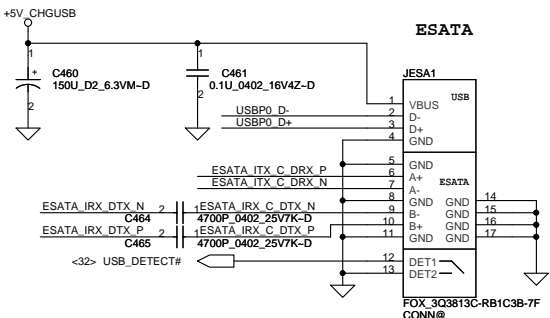 +5V_CHGUSB
ESATA
1
+
C460
150U_D2_6.3VM~D
2
1
C461
0.1U_0402_16V4Z~D
2
JESA1
USB
USBP0_D-
USBP0_D+
1 VBUS
2 D-
3 D+
4 GND
ESATA_ITX_C_DRX_P
ESATA_ITX_C_DRX_N
5 GND
6 A+
7 A-
ESATA
8 GND
9 B-
10 B+
11 GND
GND 14
GND 15
GND 16
GND 17
ESATA_IRX_DTX_N 2 1 ESATA_IRX_C_DTX_N
C464 4700P_0402_25V7K~D
ESATA_IRX_DTX_P 2 1 ESATA_IRX_C_DTX_P
C465 4700P_0402_25V7K~D
<32> USB_DETECT#
12 DET1
13 DET2
FOX_3Q3813C-RB1C3B-7F
CONN@